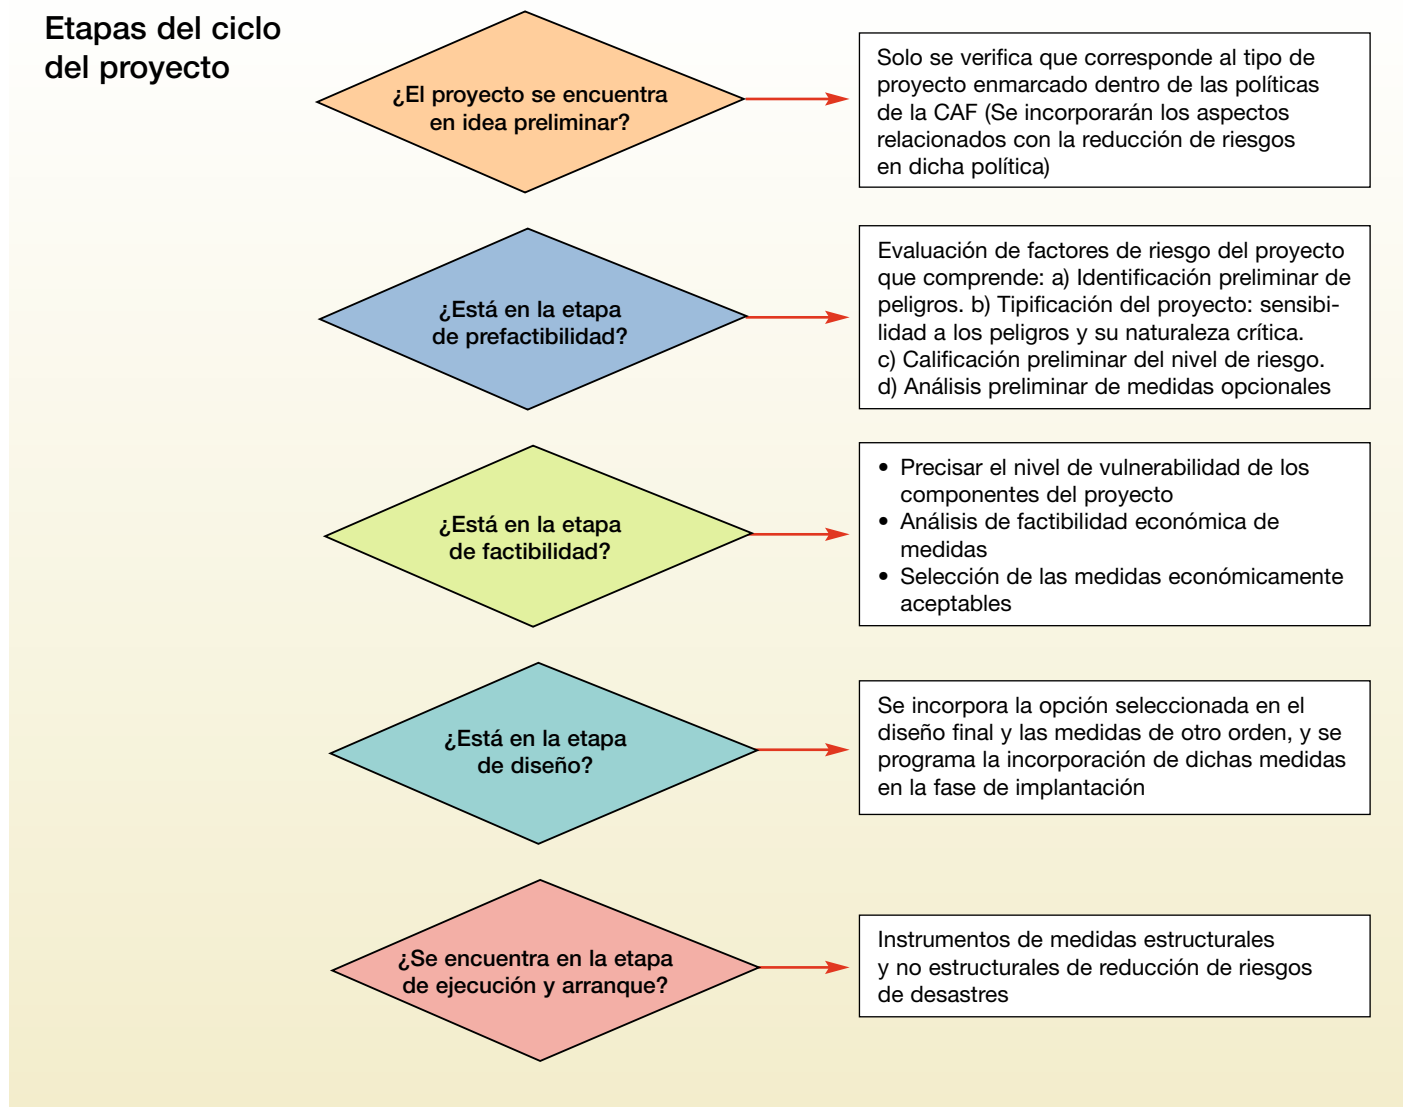 Etapas del ciclo
del proyecto
¿El proyecto se encuentra
en idea preliminar?
Solo se verifica que corresponde al tipo de
proyecto enmarcado dentro de las políticas
de la CAF (Se incorporarán los aspectos
relacionados con la reducción de riesgos
en dicha política)
¿Está en la etapa
de prefactibilidad?
Evaluación de factores de riesgo del proyecto
que comprende: a) Identificación preliminar de
peligros. b) Tipificación del proyecto: sensibi-
lidad a los peligros y su naturaleza crítica.
c) Calificación preliminar del nivel de riesgo.
d) Análisis preliminar de medidas opcionales
¿Está en la etapa
de factibilidad?
• Precisar el nivel de vulnerabilidad de los
componentes del proyecto
• Análisis de factibilidad económica de
medidas
• Selección de las medidas económicamente
aceptables
¿Está en la etapa
de diseño?
Se incorpora la opción seleccionada en el
diseño final y las medidas de otro orden, y se
programa la incorporación de dichas medidas
en la fase de implantación
¿Se encuentra en la etapa
de ejecución y arranque?
Instrumentos de medidas estructurales
y no estructurales de reducción de riesgos
de desastres